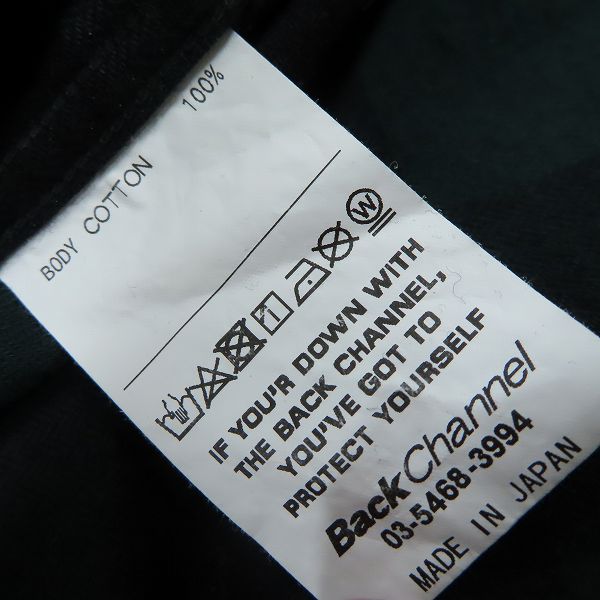 BODY COTTON 100%
W
IF YOU'R DOWN WITH
THE BACK CHANNEL,
YOU'VE GOT TO
PROTECT YOURSELF
BackChannel
03-5468-3994
MADE IN JAPAN